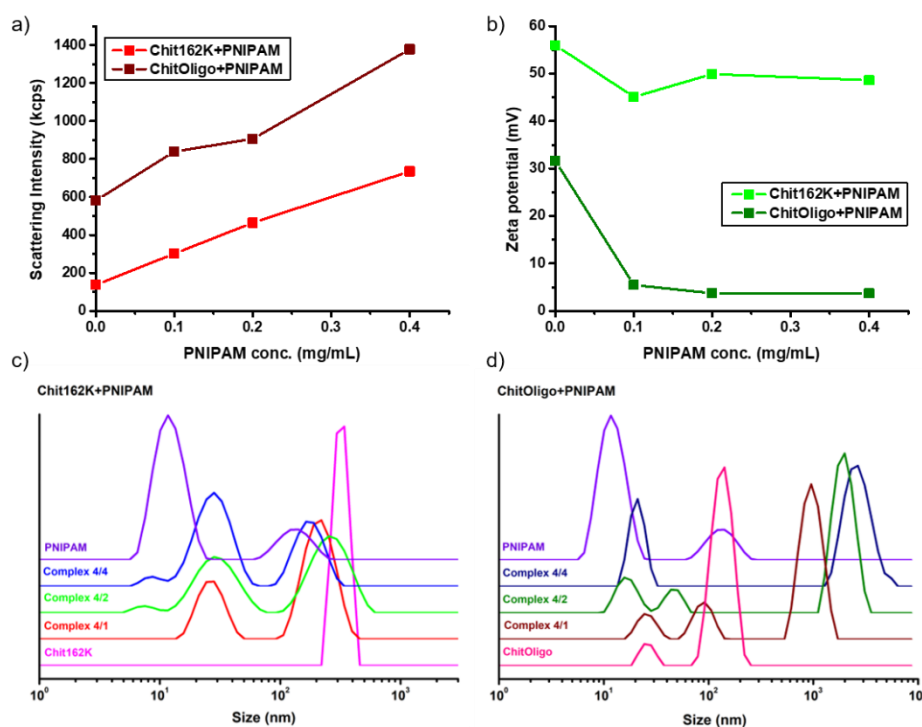 a)
1400
1200
1000
800
600
400
200
0
Scattering Intensity (kcps)
Chit162K+PNIPAM
ChitOligo+PNIPAM
0.0 0.1 0.2 0.3 0.4
PNIPAM conc. (mg/mL)
b)
60
50
40
30
20
10
0
Zeta potential (mV)
Chit162K+PNIPAM
ChitOligo+PNIPAM
0.0 0.1 0.2 0.3 0.4
PNIPAM conc. (mg/mL)
c)
Chit162K+PNIPAM
PNIPAM
Complex 4/4
Complex 4/2
Complex 4/1
Chit162K
10⁰ 10¹ 10² 10³
Size (nm)
d)
ChitOligo+PNIPAM
PNIPAM
Complex 4/4
Complex 4/2
Complex 4/1
ChitOligo
10⁰ 10¹ 10² 10³ 10⁴
Size (nm)